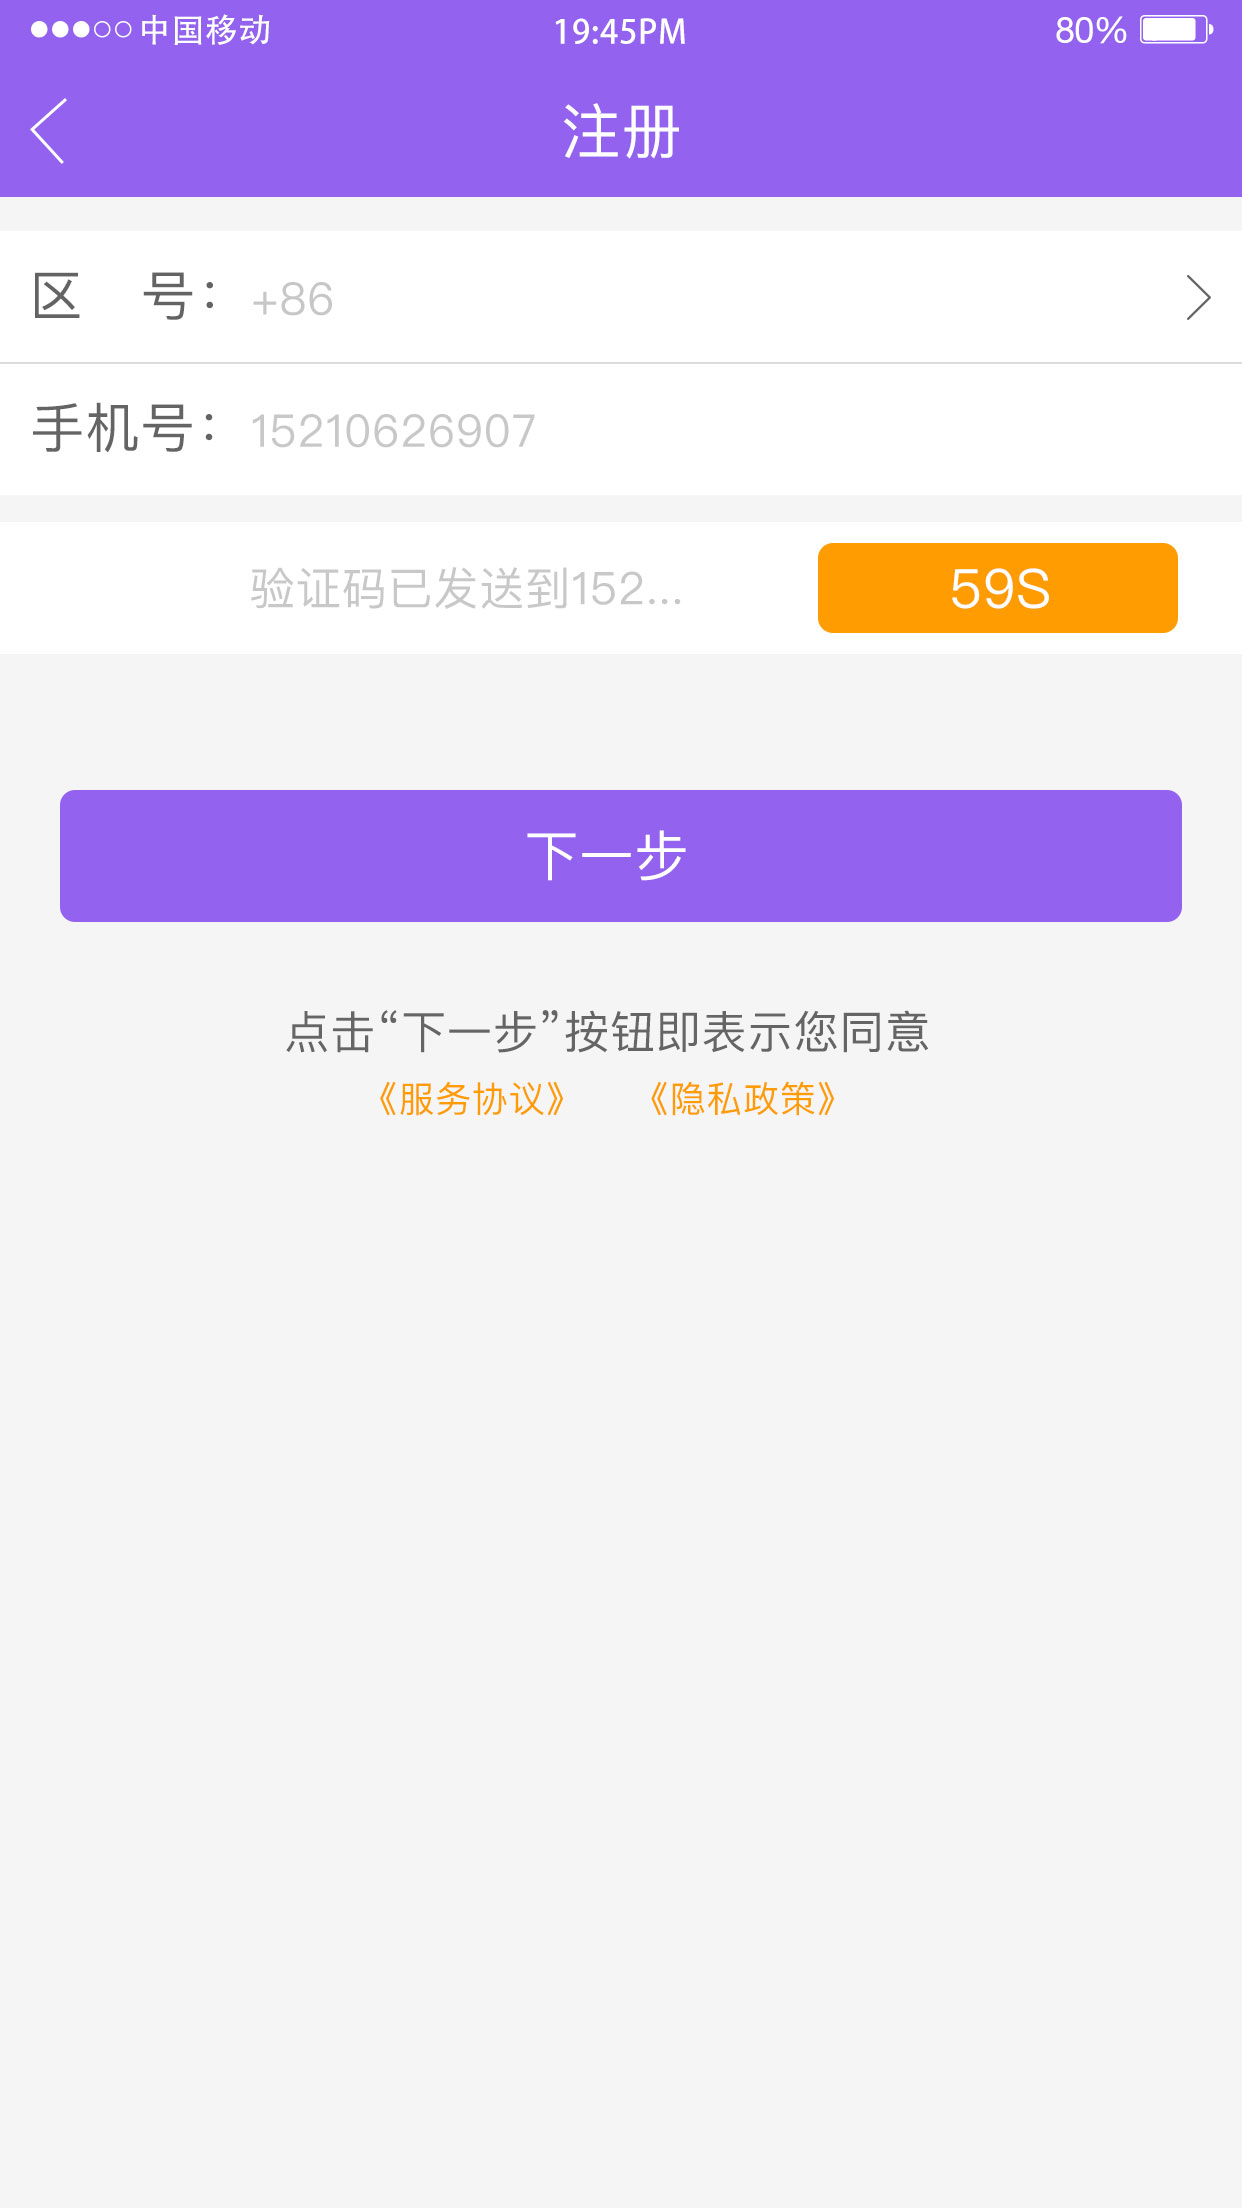 中国移动 19:45PM 80%
注册
区 号： +86
手机号： 15210626907
验证码已发送到152... 59S
下一步
点击“下一步”按钮即表示您同意
《服务协议》 《隐私政策》